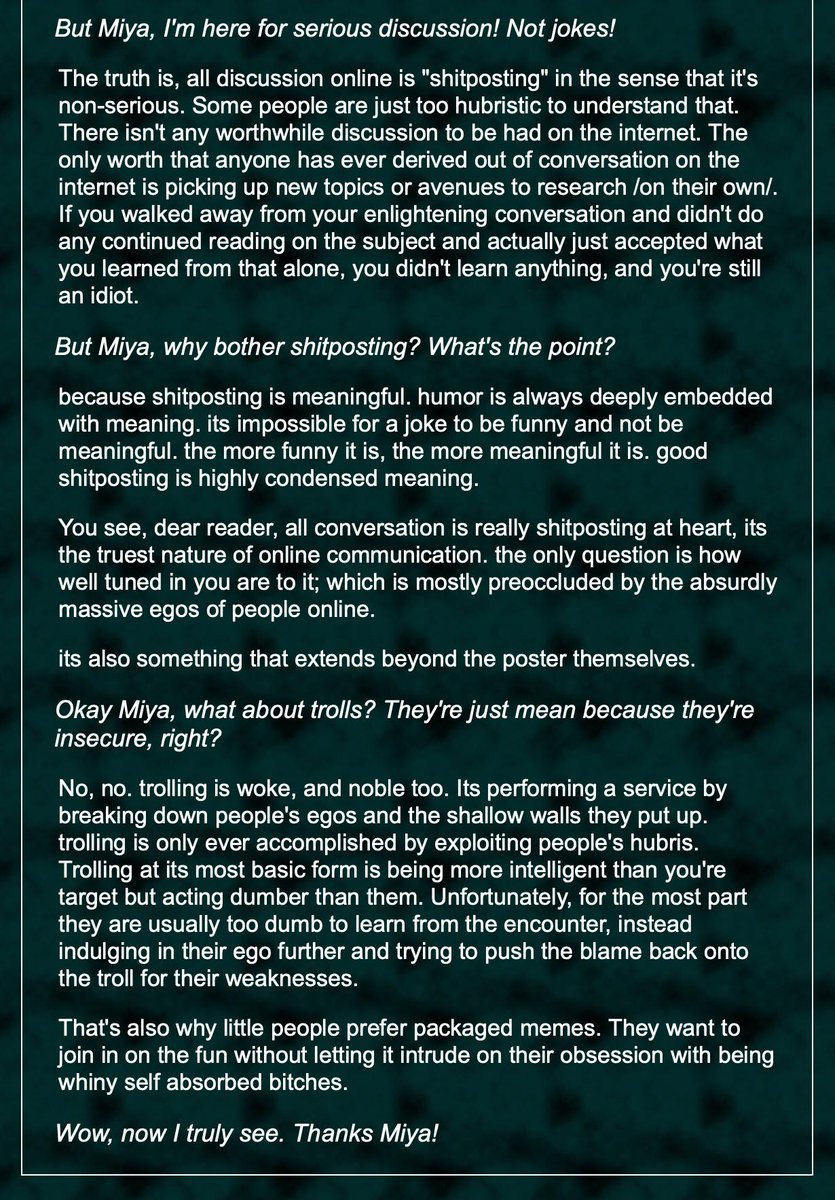 But Miya, I'm here for serious discussion! Not jokes!
The truth is, all discussion online is "shitposting" in the sense that it's
non-serious. Some people are just too hubristic to understand that.
There isn't any worthwhile discussion to be had on the internet. The
only worth that anyone has ever derived out of conversation on the
internet is picking up new topics or avenues to research /on their own/.
If you walked away from your enlightening conversation and didn't do
any continued reading on the subject and actually just accepted what
you learned from that alone, you didn't learn anything, and you're still
an idiot.
But Miya, why bother shitposting? What's the point?
because shitposting is meaningful. humor is always deeply embedded
with meaning. its impossible for a joke to be funny and not be
meaningful. the more funny it is, the more meaningful it is. good
shitposting is highly condensed meaning.
You see, dear reader, all conversation is really shitposting at heart, its
the truest nature of online communication. the only question is how
well tuned in you are to it; which is mostly preoccluded by the absurdly
massive egos of people online.
its also something that extends beyond the poster themselves.
Okay Miya, what about trolls? They're just mean because they're
insecure, right?
No, no. trolling is woke, and noble too. Its performing a service by
breaking down people's egos and the shallow walls they put up.
trolling is only ever accomplished by exploiting people's hubris.
Trolling at its most basic form is being more intelligent than you're
target but acting dumber than them. Unfortunately, for the most part
they are usually too dumb to learn from the encounter, instead
indulging in their ego further and trying to push the blame back onto
the troll for their weaknesses.
That's also why little people prefer packaged memes. They want to
join in on the fun without letting it intrude on their obsession with being
whiny self absorbed bitches.
Wow, now I truly see. Thanks Miya!